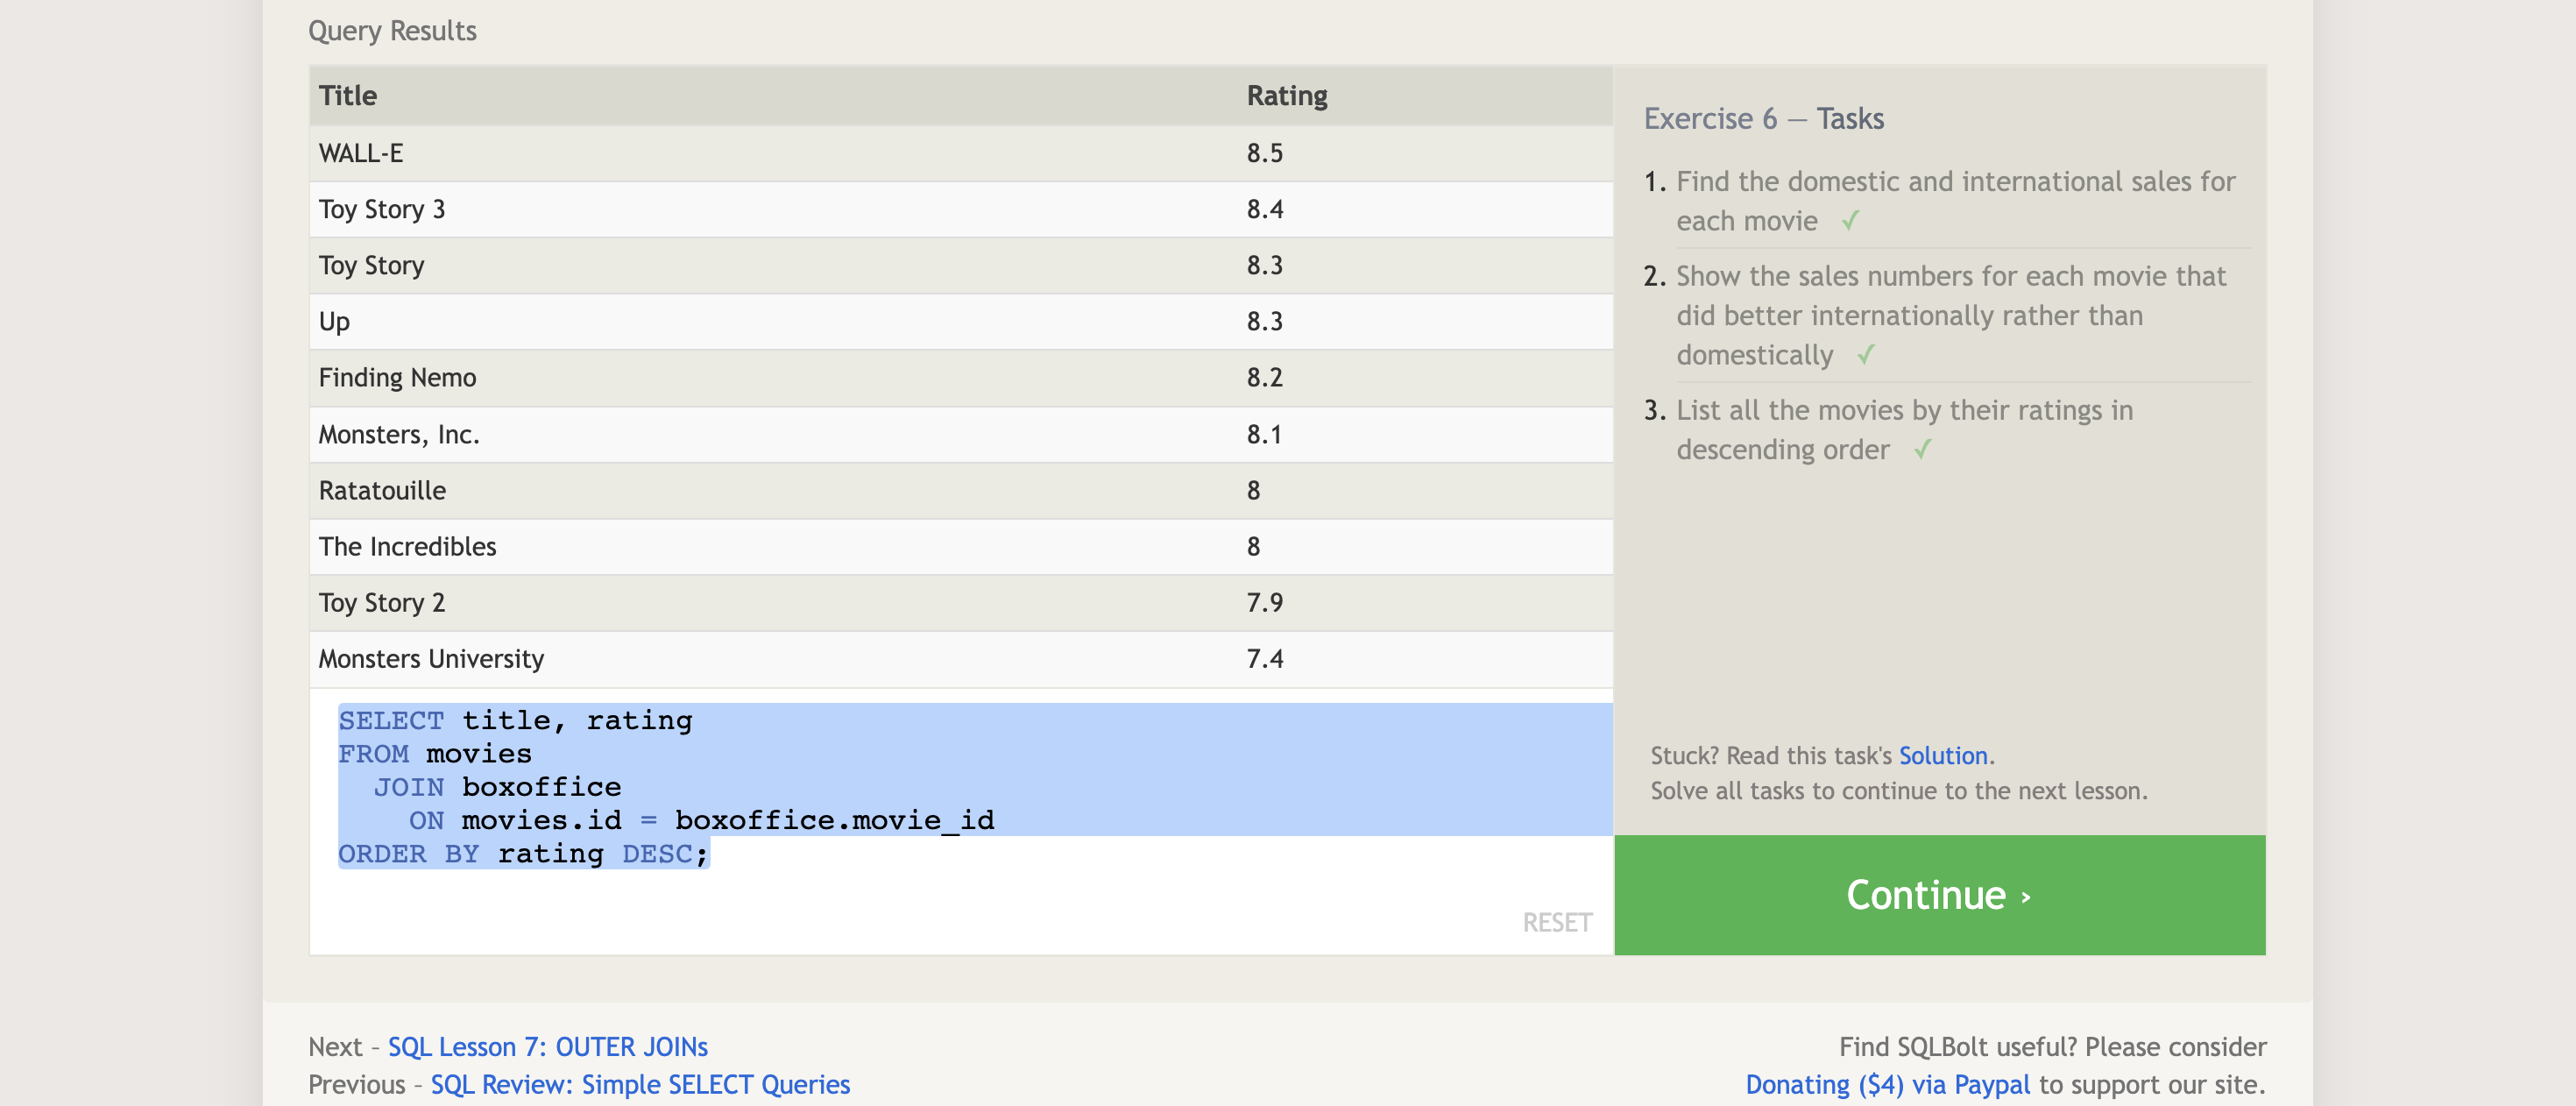 Query Results
Title Rating
WALL-E 8.5
Toy Story 3 8.4
Toy Story 8.3
Up 8.3
Finding Nemo 8.2
Monsters, Inc. 8.1
Ratatouille 8
The Incredibles 8
Toy Story 2 7.9
Monsters University 7.4
SELECT title, rating
FROM movies
  JOIN boxoffice
    ON movies.id = boxoffice.movie_id
ORDER BY rating DESC;
RESET
Exercise 6 — Tasks
1. Find the domestic and international sales for
each movie ✓
2. Show the sales numbers for each movie that
did better internationally rather than
domestically ✓
3. List all the movies by their ratings in
descending order ✓
Stuck? Read this task's Solution.
Solve all tasks to continue to the next lesson.
Continue ›
Next – SQL Lesson 7: OUTER JOINs
Previous – SQL Review: Simple SELECT Queries
Find SQLBolt useful? Please consider
Donating ($4) via Paypal to support our site.